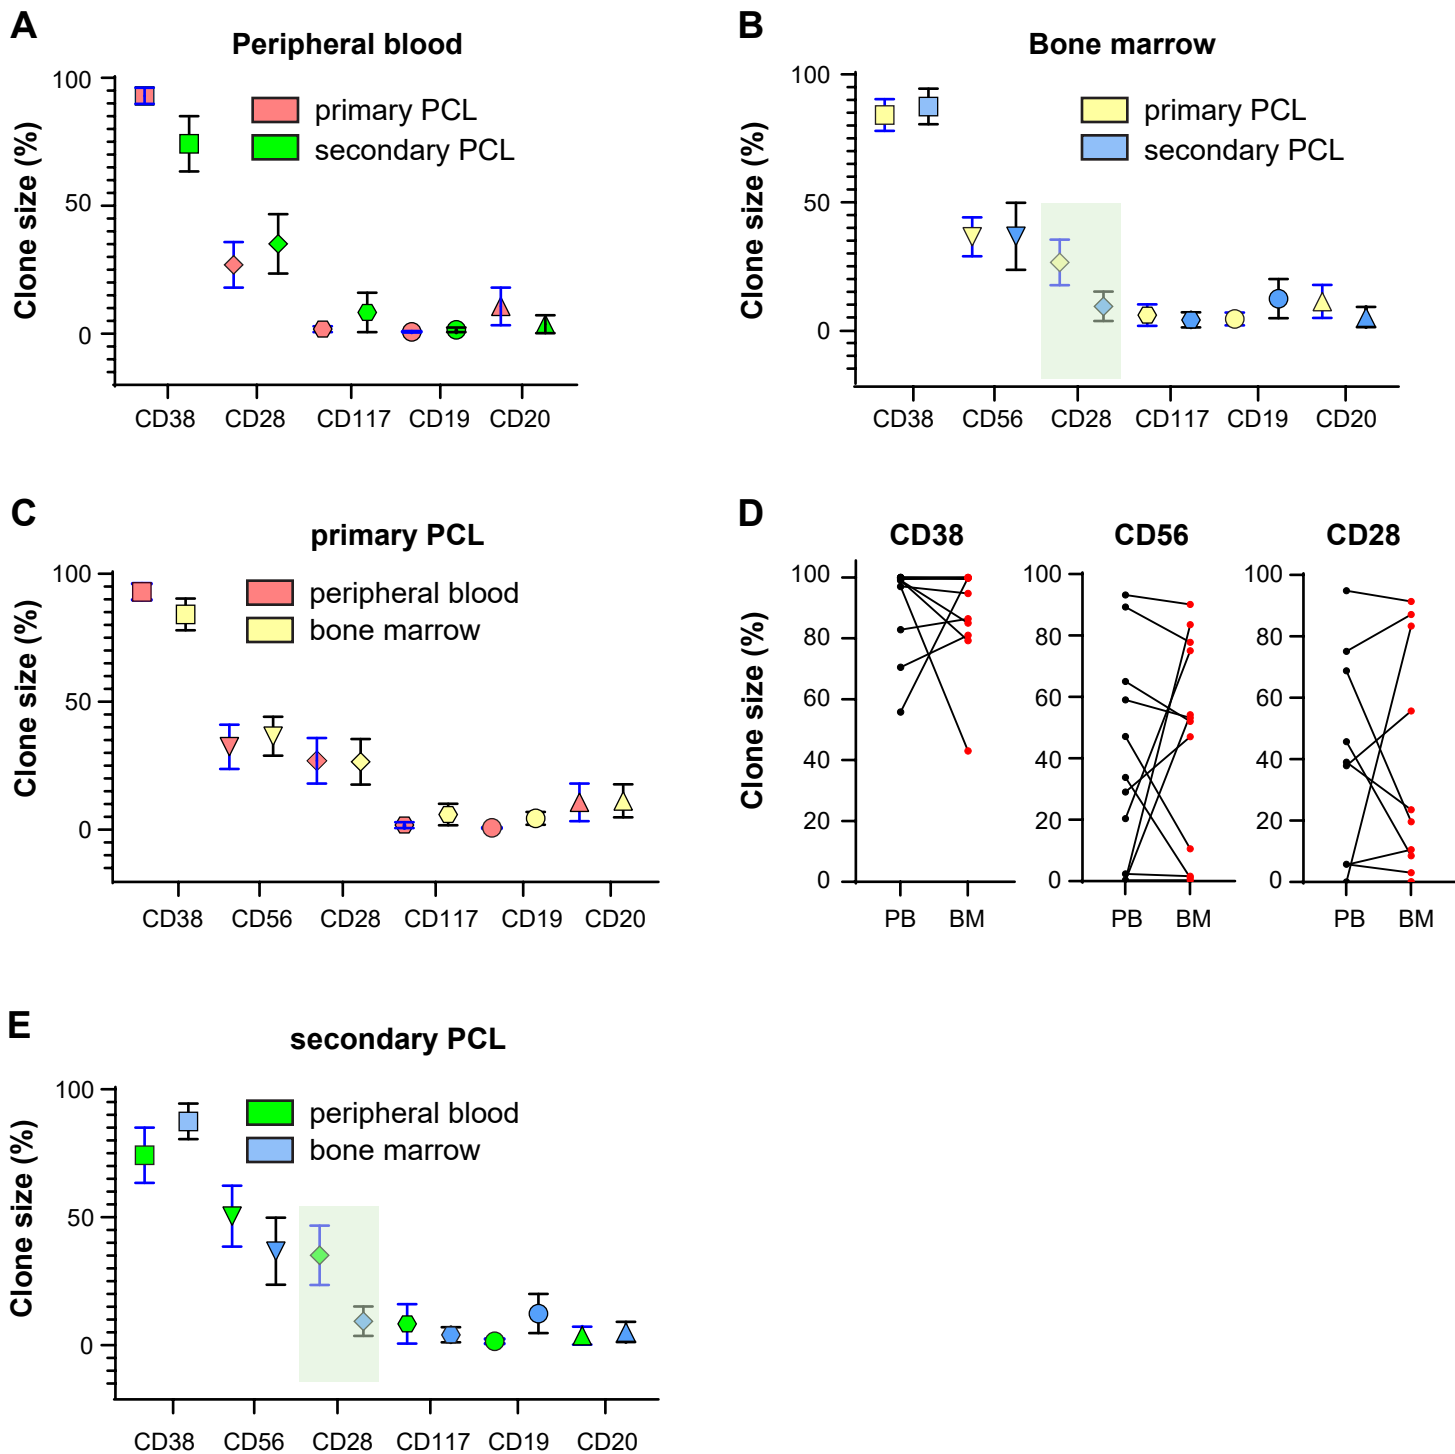 A
Peripheral blood
Clone size (%)
100
50
0
primary PCL
secondary PCL
CD38 CD28 CD117 CD19 CD20
B
Bone marrow
Clone size (%)
100
50
0
primary PCL
secondary PCL
CD38 CD56 CD28 CD117 CD19 CD20
C
primary PCL
Clone size (%)
100
50
0
peripheral blood
bone marrow
CD38 CD56 CD28 CD117 CD19 CD20
D
Clone size (%)
CD38
100
80
60
40
20
0
PB BM
CD56
100
80
60
40
20
0
PB BM
CD28
100
80
60
40
20
0
PB BM
E
secondary PCL
Clone size (%)
100
50
0
peripheral blood
bone marrow
CD38 CD56 CD28 CD117 CD19 CD20